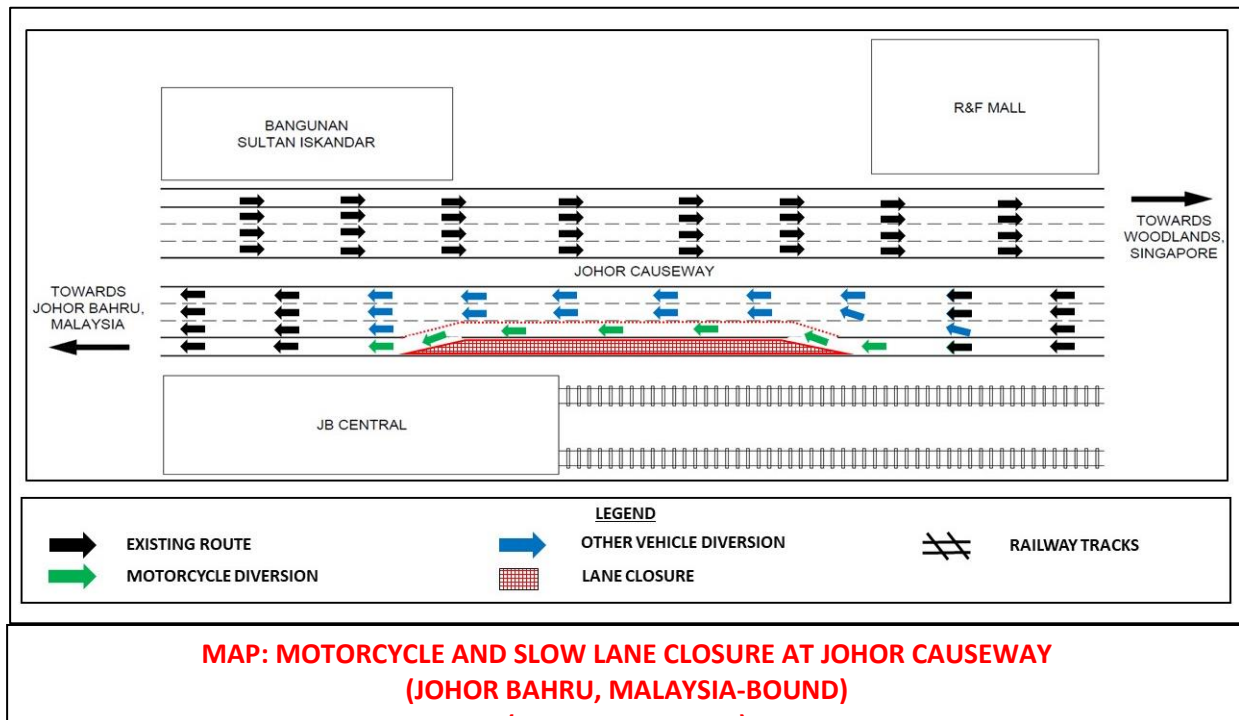 BANGUNAN
SULTAN ISKANDAR
R&F MALL
TOWARDS
WOODLANDS,
SINGAPORE
JOHOR CAUSEWAY
TOWARDS
JOHOR BAHRU,
MALAYSIA
JB CENTRAL
LEGEND
EXISTING ROUTE
OTHER VEHICLE DIVERSION
RAILWAY TRACKS
MOTORCYCLE DIVERSION
LANE CLOSURE
MAP: MOTORCYCLE AND SLOW LANE CLOSURE AT JOHOR CAUSEWAY
(JOHOR BAHRU, MALAYSIA-BOUND)